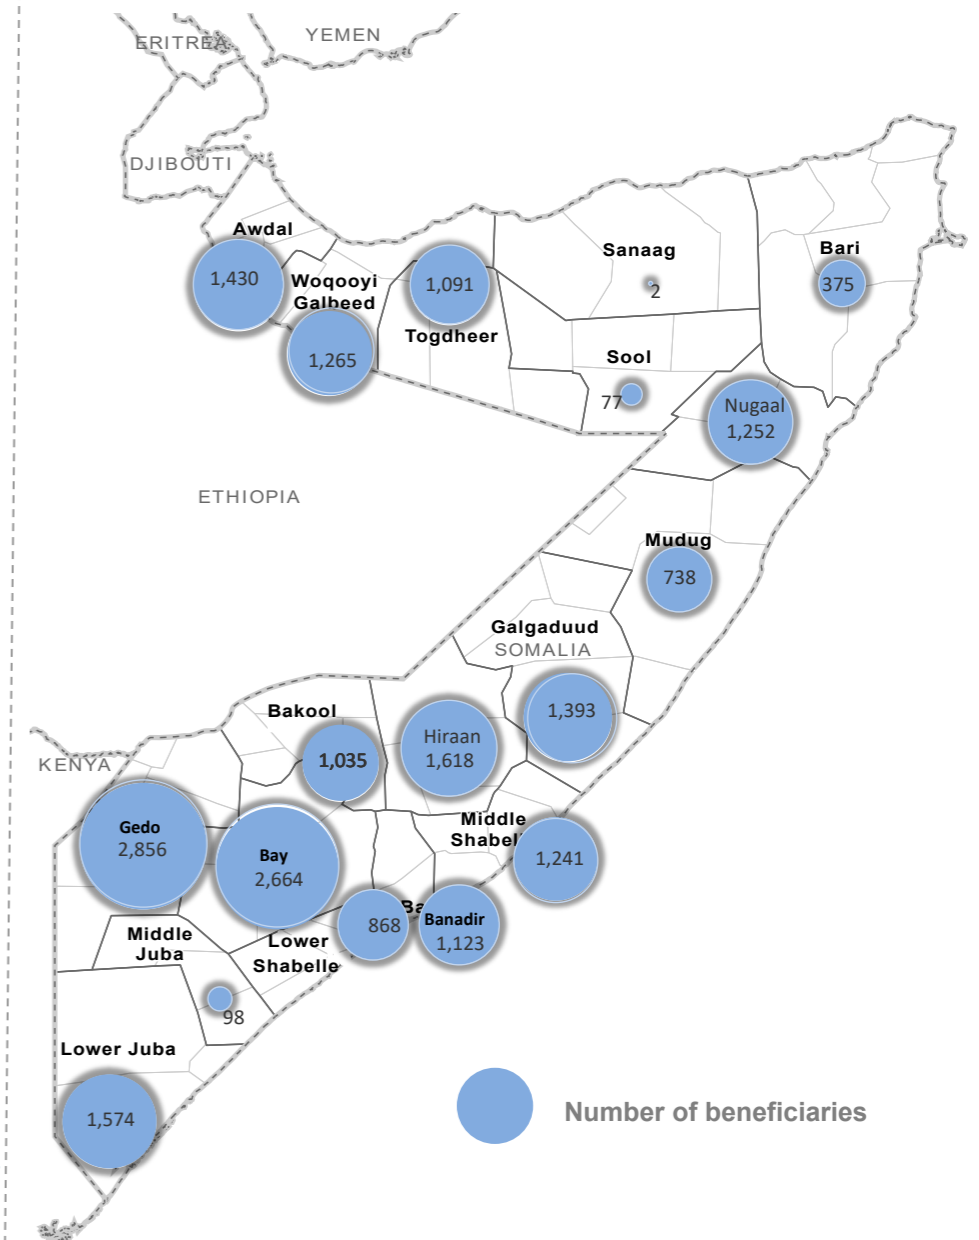 YEMEN
ERITREA
DJIBOUTI
Awdal
1,430
Woqooyi
Galbeed
1,265
1,091
Togdheer
Sanaag
2
Bari
375
Sool
77
Nugaal
1,252
ETHIOPIA
Mudug
738
Galgaduud
SOMALIA
1,393
Bakool
1,035
Hiraan
1,618
KENYA
Gedo
2,856
Bay
2,664
Middle
Shabell
1,241
868
Ba
Banadir
1,123
Middle
Juba
Lower
Shabelle
98
Lower Juba
1,574
Number of beneficiaries